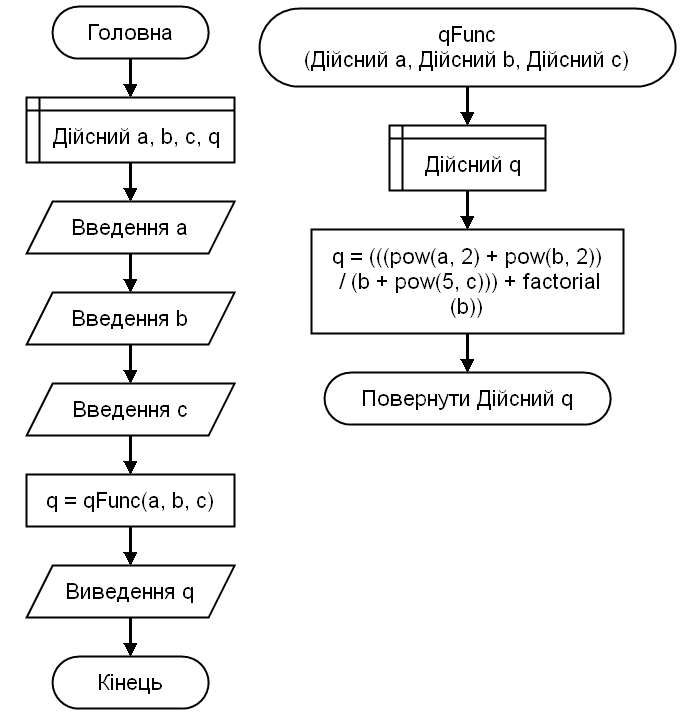 Головна
Дійсний a, b, c, q
Введення a
Введення b
Введення c
q = qFunc(a, b, c)
Виведення q
Кінець
qFunc
(Дійсний a, Дійсний b, Дійсний c)
Дійсний q
q = (((pow(a, 2) + pow(b, 2))
/ (b + pow(5, c))) + factorial
(b))
Повернути Дійсний q